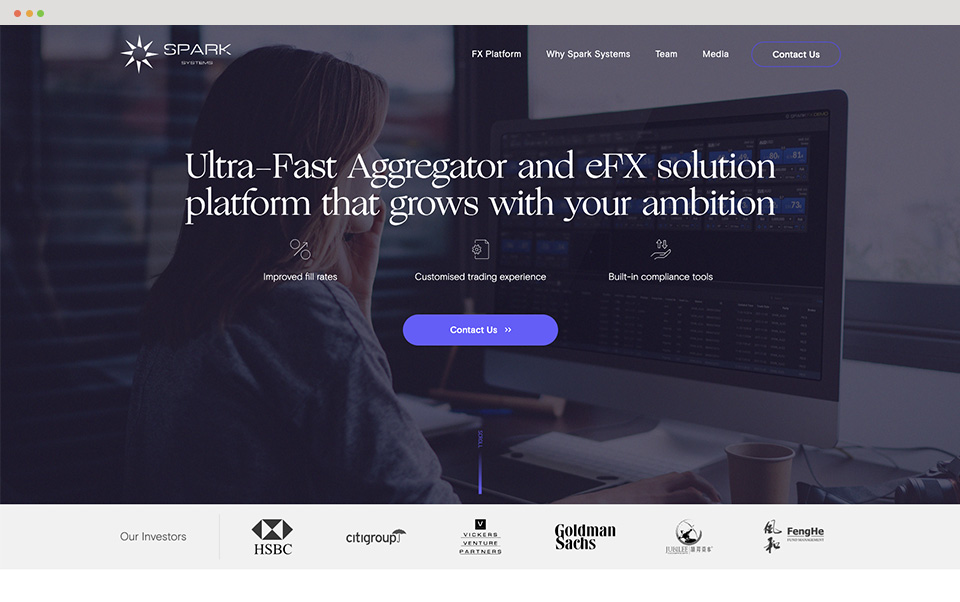 SPARK
SYSTEMS
FX Platform
Why Spark Systems
Team
Media
Contact Us
Ultra-Fast Aggregator and eFX solution
platform that grows with your ambition
Improved fill rates
Customised trading experience
Built-in compliance tools
Contact Us »
SCROLL
Our Investors
HSBC
citigroup
V
VICKERS
VENTURE
PARTNERS
Goldman
Sachs
JUNLEE
風和
FengHe
FUND MANAGEMENT